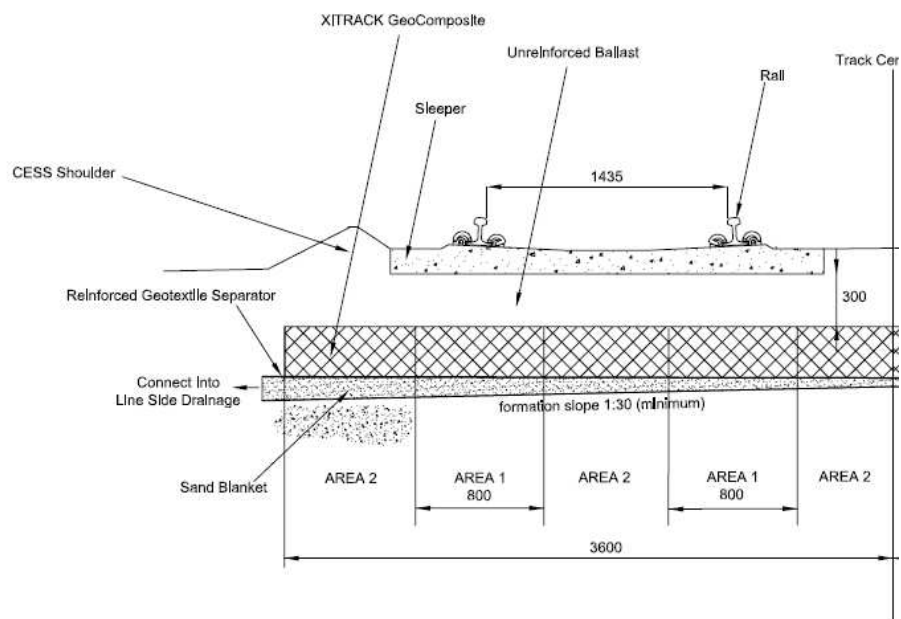 XiTRACK GeoComposite
Unreinforced Ballast
Track Cen
Rail
Sleeper
CESS Shoulder
1435
Reinforced Geotextile Separator
300
Connect Into
Line Side Drainage
formation slope 1:30 (minimum)
Sand Blanket
AREA 2
AREA 1
AREA 2
AREA 1
AREA 2
800
800
3600